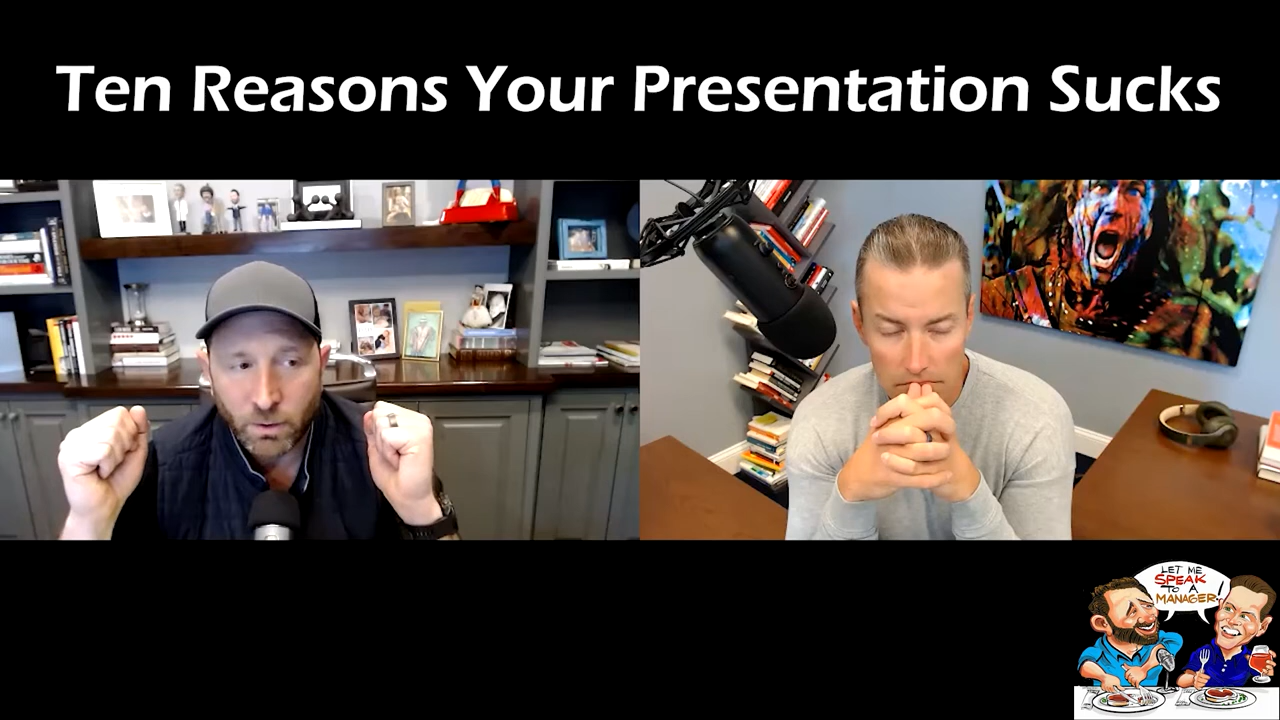 Ten Reasons Your Presentation Sucks
LET ME
SPEAK
TO A
MANAGER!